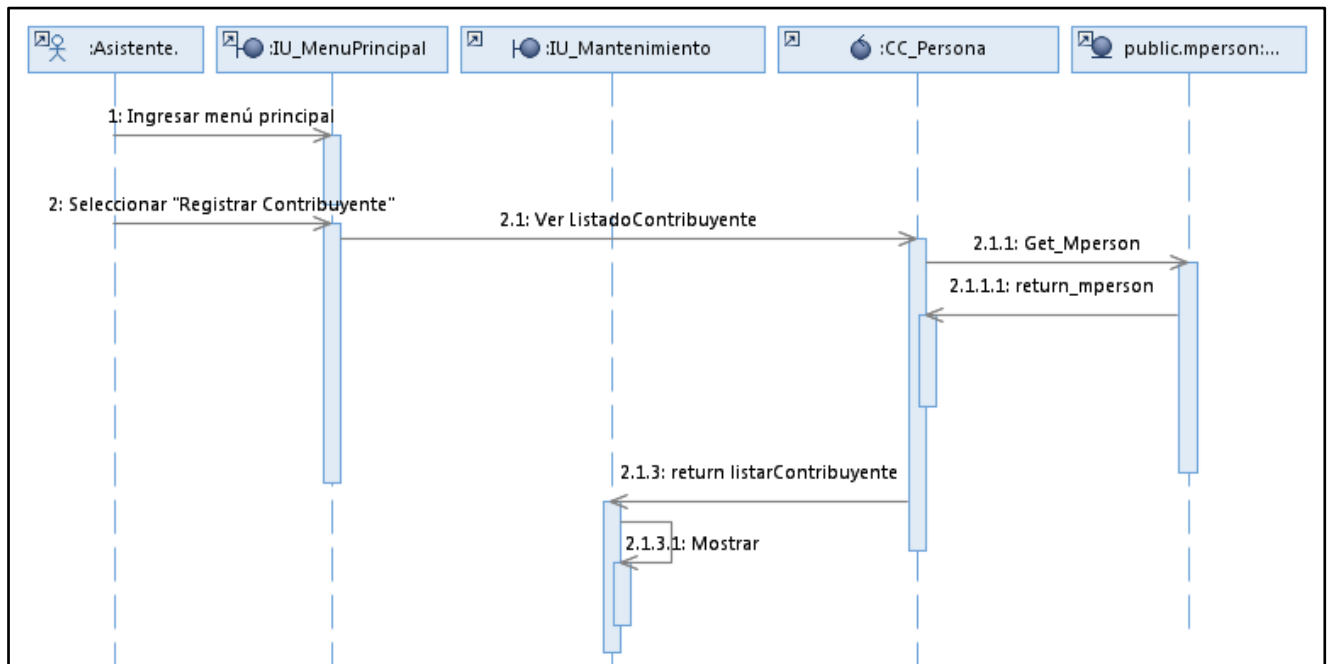 :Asistente.
:IU_MenuPrincipal
:IU_Mantenimiento
:CC_Persona
public.mperson:...
1: Ingresar menú principal
2: Seleccionar "Registrar Contribuyente"
2.1: Ver ListadoContribuyente
2.1.1: Get_Mperson
2.1.1.1: return_mperson
2.1.3: return listarContribuyente
2.1.3.1: Mostrar